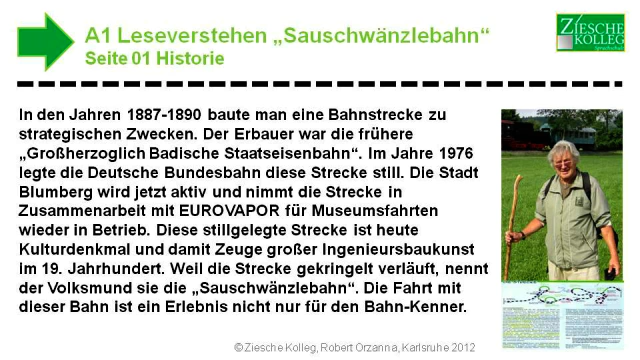 A1 Leseverstehen „Sauschwänzlebahn“
Seite 01 Historie
ZIESCHE
KOLLEG
In den Jahren 1887-1890 baute man eine Bahnstrecke zu
strategischen Zwecken. Der Erbauer war die frühere
„Großherzoglich Badische Staatseisenbahn“. Im Jahre 1976
legte die Deutsche Bundesbahn diese Strecke still. Die Stadt
Blumberg wird jetzt aktiv und nimmt die Strecke in
Zusammenarbeit mit EUROVAPOR für Museumsfahrten
wieder in Betrieb. Diese stillgelegte Strecke ist heute
Kulturdenkmal und damit Zeuge großer Ingenieursbaukunst
Im 19. Jahrhundert. Weil die Strecke gekringelt verläuft, nennt
der Volksmund sie die „Sauschwänzlebahn“. Die Fahrt mit
dieser Bahn ist ein Erlebnis nicht nur für den Bahn-Kenner.
©Ziesche Kolleg, Robert Orzanna, Karlsruhe 2012